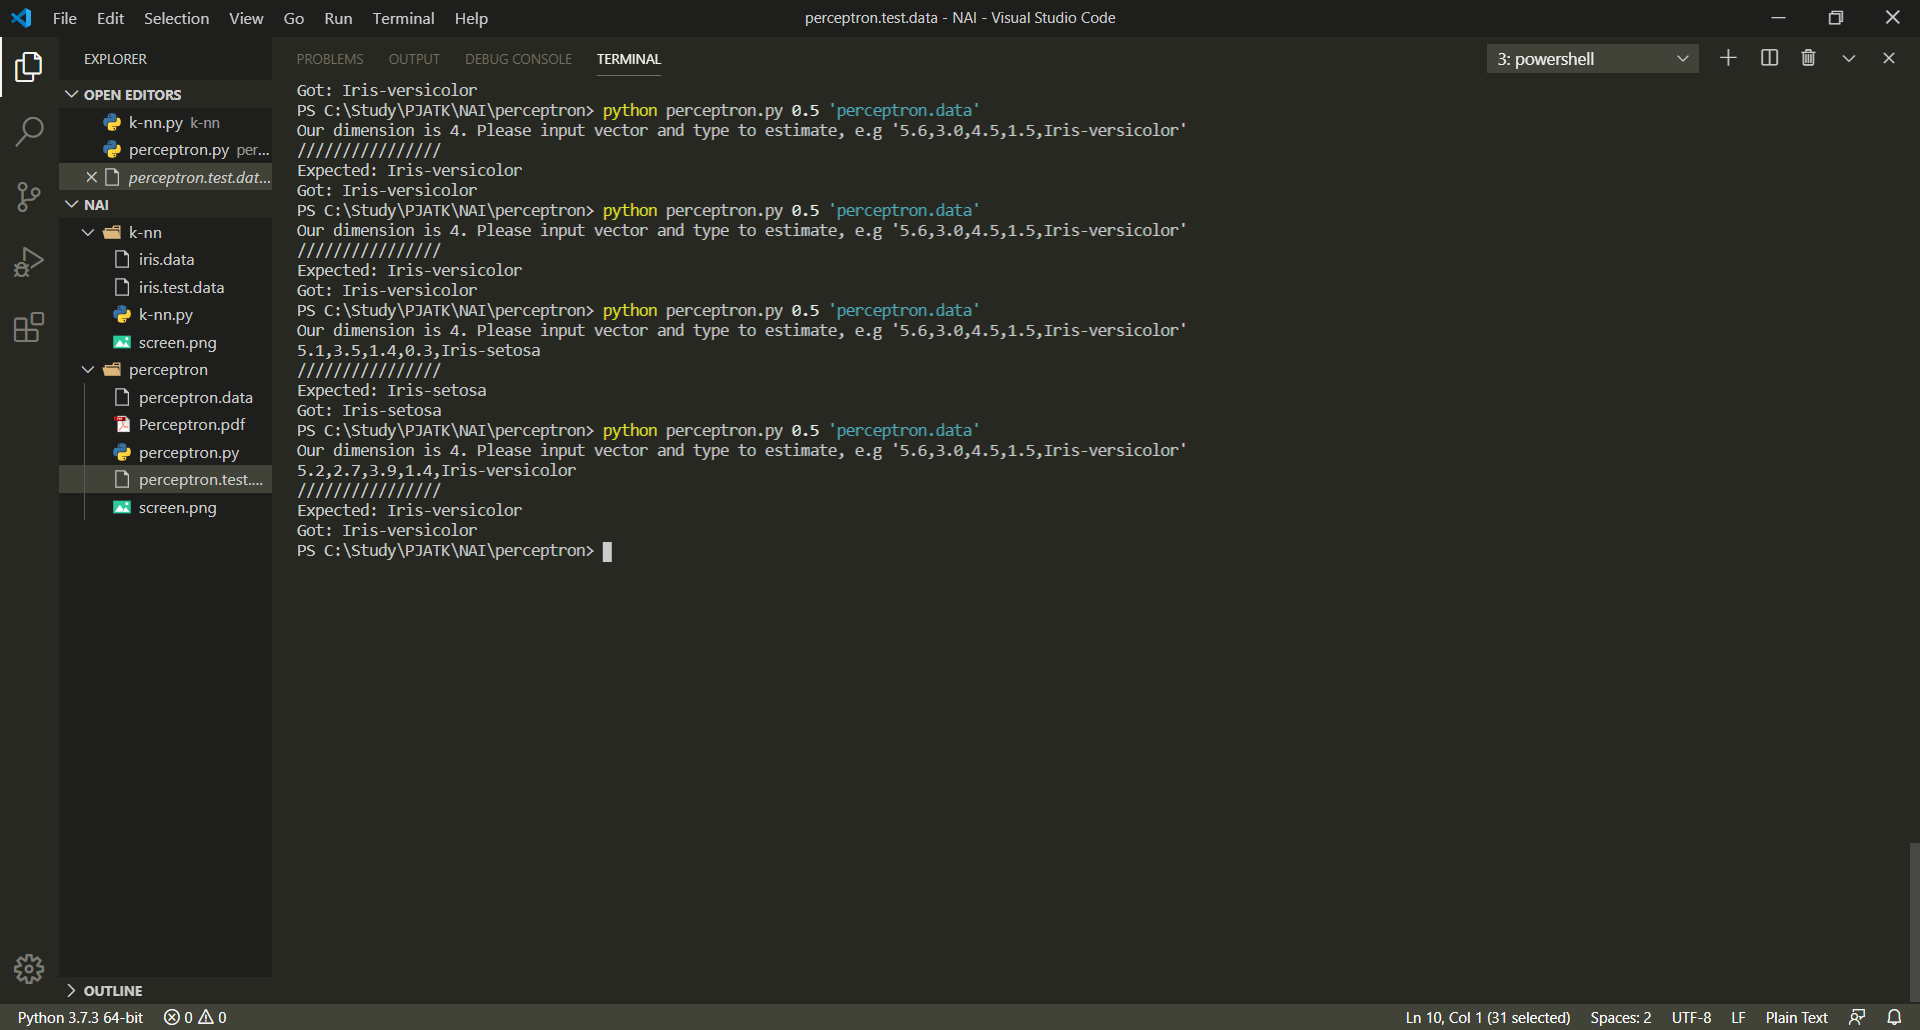 File Edit Selection View Go Run Terminal Help
perceptron.test.data - NAI - Visual Studio Code
EXPLORER
OPEN EDITORS
k-nn.py k-nn
perceptron.py per...
perceptron.test.dat...
NAI
k-nn
iris.data
iris.test.data
k-nn.py
screen.png
perceptron
perceptron.data
Perceptron.pdf
perceptron.py
perceptron.test....
screen.png
OUTLINE
PROBLEMS OUTPUT DEBUG CONSOLE TERMINAL
3: powershell
Got: Iris-versicolor
PS C:\Study\PJATK\NAI\perceptron> python perceptron.py 0.5 'perceptron.data'
Our dimension is 4. Please input vector and type to estimate, e.g '5.6,3.0,4.5,1.5,Iris-versicolor'
////////////////
Expected: Iris-versicolor
Got: Iris-versicolor
PS C:\Study\PJATK\NAI\perceptron> python perceptron.py 0.5 'perceptron.data'
Our dimension is 4. Please input vector and type to estimate, e.g '5.6,3.0,4.5,1.5,Iris-versicolor'
////////////////
Expected: Iris-versicolor
Got: Iris-versicolor
PS C:\Study\PJATK\NAI\perceptron> python perceptron.py 0.5 'perceptron.data'
Our dimension is 4. Please input vector and type to estimate, e.g '5.6,3.0,4.5,1.5,Iris-versicolor'
5.1,3.5,1.4,0.3,Iris-setosa
////////////////
Expected: Iris-setosa
Got: Iris-setosa
PS C:\Study\PJATK\NAI\perceptron> python perceptron.py 0.5 'perceptron.data'
Our dimension is 4. Please input vector and type to estimate, e.g '5.6,3.0,4.5,1.5,Iris-versicolor'
5.2,2.7,3.9,1.4,Iris-versicolor
////////////////
Expected: Iris-versicolor
Got: Iris-versicolor
PS C:\Study\PJATK\NAI\perceptron>
Python 3.7.3 64-bit 0 0
Ln 10, Col 1 (31 selected) Spaces: 2 UTF-8 LF Plain Text